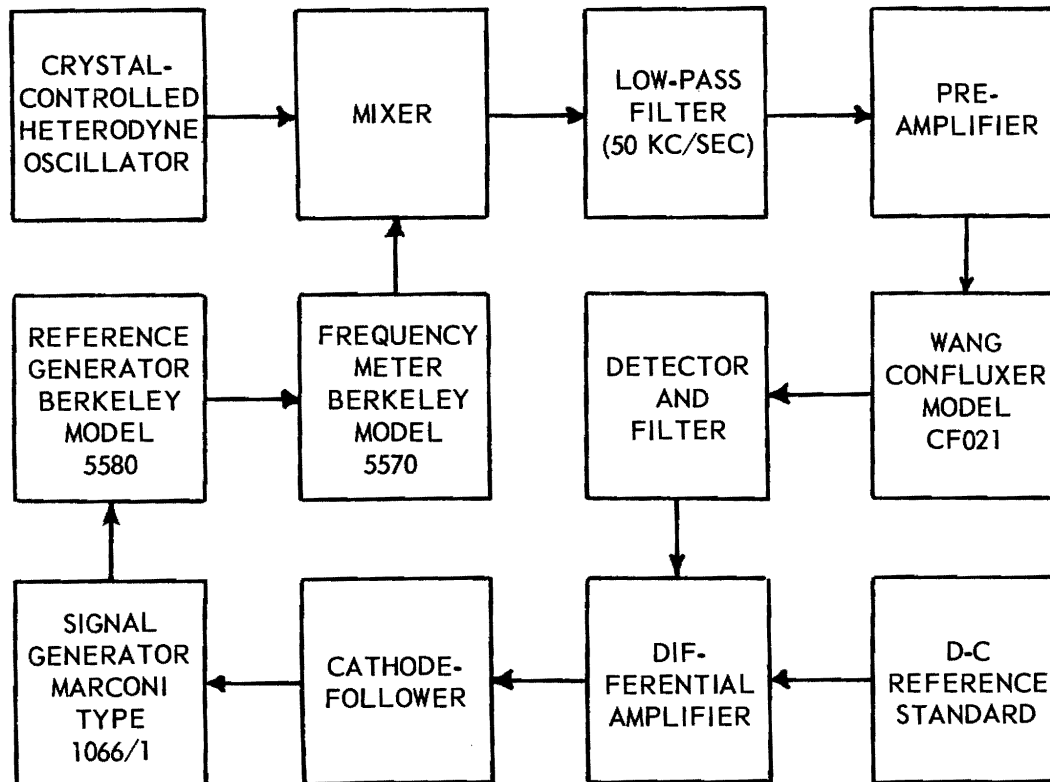 CRYSTAL-
CONTROLLED
HETERODYNE
OSCILLATOR
MIXER
LOW-PASS
FILTER
(50 KC/SEC)
PRE-
AMPLIFIER
REFERENCE
GENERATOR
BERKELEY
MODEL
5580
FREQUENCY
METER
BERKELEY
MODEL
5570
DETECTOR
AND
FILTER
WANG
CONFLUXER
MODEL
CF021
SIGNAL
GENERATOR
MARCONI
TYPE
1066/1
CATHODE-
FOLLOWER
DIF-
FERENTIAL
AMPLIFIER
D-C
REFERENCE
STANDARD